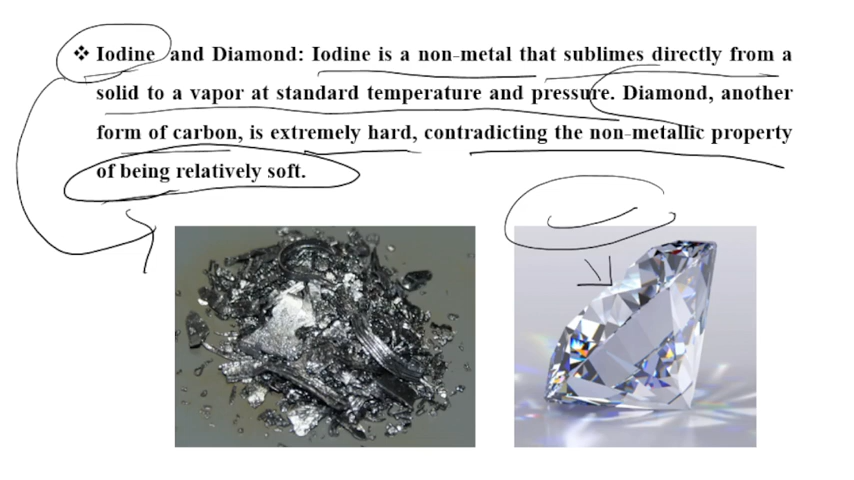 ❖ Iodine and Diamond: Iodine is a non-metal that sublimes directly from a
solid to a vapor at standard temperature and pressure. Diamond, another
form of carbon, is extremely hard, contradicting the non-metallic property
of being relatively soft.